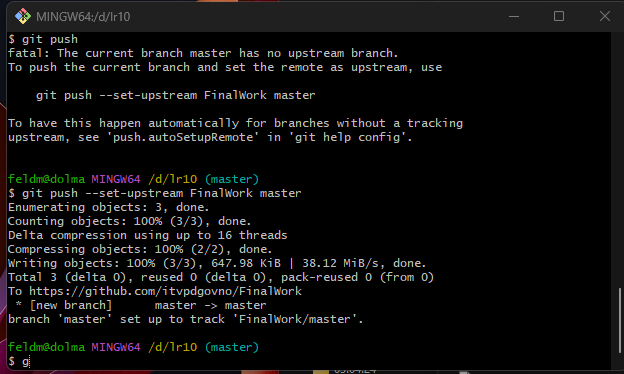 MINGW64:/d/lr10
$ git push
fatal: The current branch master has no upstream branch.
To push the current branch and set the remote as upstream, use
git push --set-upstream FinalWork master
To have this happen automatically for branches without a tracking
upstream, see 'push.autoSetupRemote' in 'git help config'.
feldm@dolma MINGW64 /d/lr10 (master)
$ git push --set-upstream FinalWork master
Enumerating objects: 3, done.
Counting objects: 100% (3/3), done.
Delta compression using up to 16 threads
Compressing objects: 100% (2/2), done.
Writing objects: 100% (3/3), 647.98 KiB | 38.12 MiB/s, done.
Total 3 (delta 0), reused 0 (delta 0), pack-reused 0 (from 0)
To https://github.com/itvpdgovno/FinalWork
* [new branch]      master -> master
branch 'master' set up to track 'FinalWork/master'.
feldm@dolma MINGW64 /d/lr10 (master)
$ g